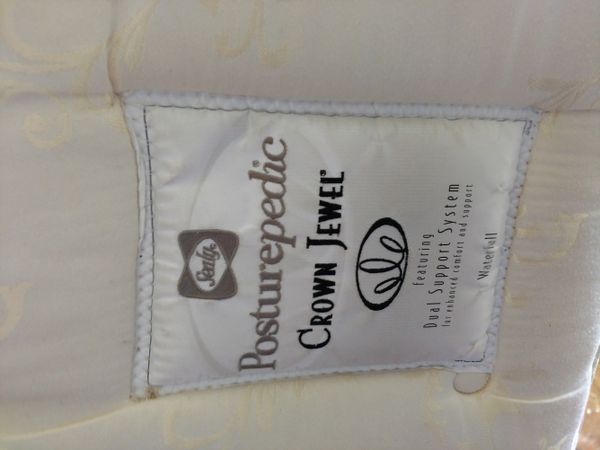 Sealy
Posturepedic
CROWN JEWEL®
Featuring
Dual Support System
for enhanced comfort and support
Waterfall